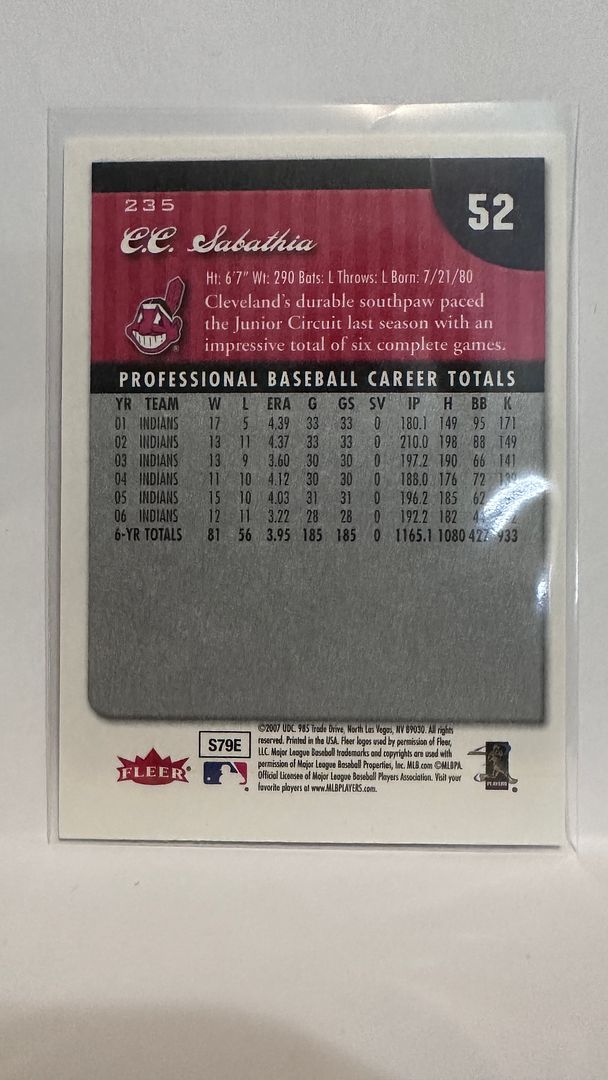 235
52
C.C. Sabathia
Ht: 6'7" Wt: 290 Bats: L Throws: L Born: 7/21/80
Cleveland's durable southpaw paced
the Junior Circuit last season with an
impressive total of six complete games.
PROFESSIONAL BASEBALL CAREER TOTALS
YR TEAM W L ERA G GS SV IP H BB K
01 INDIANS 17 5 4.39 33 33 0 180.1 149 95 171
02 INDIANS 13 11 4.37 33 33 0 210.0 198 88 149
03 INDIANS 13 9 3.60 30 30 0 197.2 190 66 141
04 INDIANS 11 10 4.12 30 30 0 188.0 176 72 139
05 INDIANS 15 10 4.03 31 31 0 196.2 185 62
06 INDIANS 12 11 3.22 28 28 0 192.2 182
6-YR TOTALS 81 56 3.95 185 185 0 1165.1 1080 427 933
©2007 UDC. 985 Trade Drive, North Las Vegas, NV 89030. All rights
reserved. Printed in the USA. Fleer logos used by permission of Fleer,
LLC. Major League Baseball trademarks and copyrights are used with
permission of Major League Baseball Properties, Inc. MLB.com ©MLBPA.
Official Licensee of Major League Baseball Players Association. Visit your
favorite players at www.MLBPLAYERS.com.
S79E
FLEER
PLAYERS